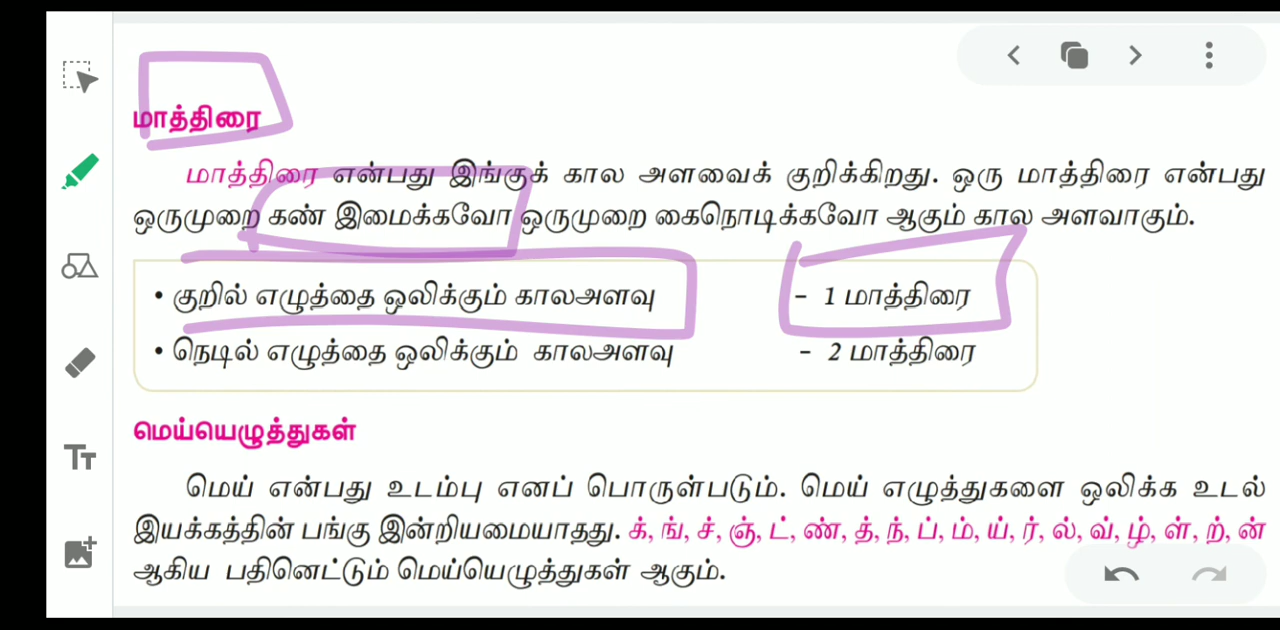 மாத்திரை
மாத்திரை என்பது இங்குக் கால அளவைக் குறிக்கிறது. ஒரு மாத்திரை என்பது
ஒருமுறை கண் இமைக்கவோ ஒருமுறை கைநொடிக்கவோ ஆகும் கால அளவாகும்.
• குறில் எழுத்தை ஒலிக்கும் காலஅளவு - 1 மாத்திரை
• நெடில் எழுத்தை ஒலிக்கும் காலஅளவு - 2 மாத்திரை
மெய்யெழுத்துகள்
மெய் என்பது உடம்பு எனப் பொருள்படும். மெய் எழுத்துகளை ஒலிக்க உடல்
இயக்கத்தின் பங்கு இன்றியமையாதது. க், ங், ச், ஞ், ட், ண், த், ந், ப், ம், ய், ர், ல், வ், ழ், ள், ற், ன்
ஆகிய பதினெட்டும் மெய்யெழுத்துகள் ஆகும்.